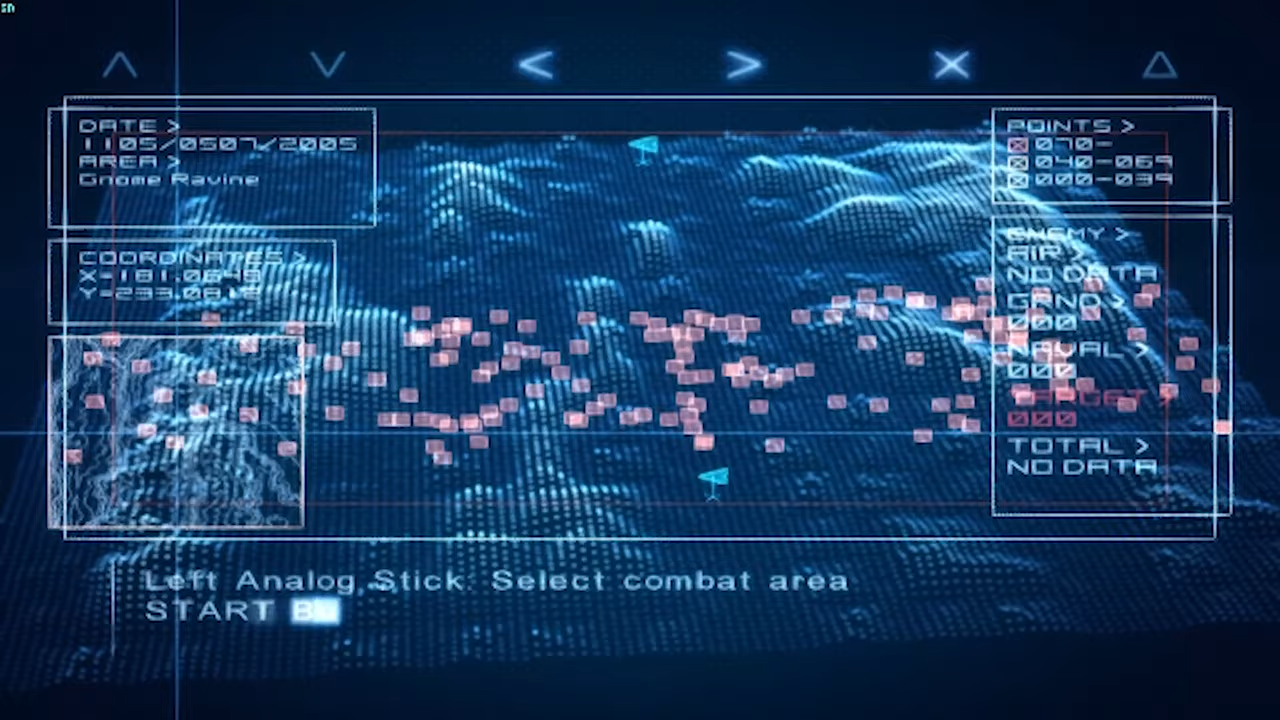 DATE >
1105/0507/2005
AREA >
Gnome Ravine
COORDINATES >
POINTS >
070-
040-069
000-039
ENEMY >
AIR >
NO DATA
GRND >
000
NAVAL >
000
TARGET >
000
TOTAL >
NO DATA
Left Analog Stick: Select combat area
START B